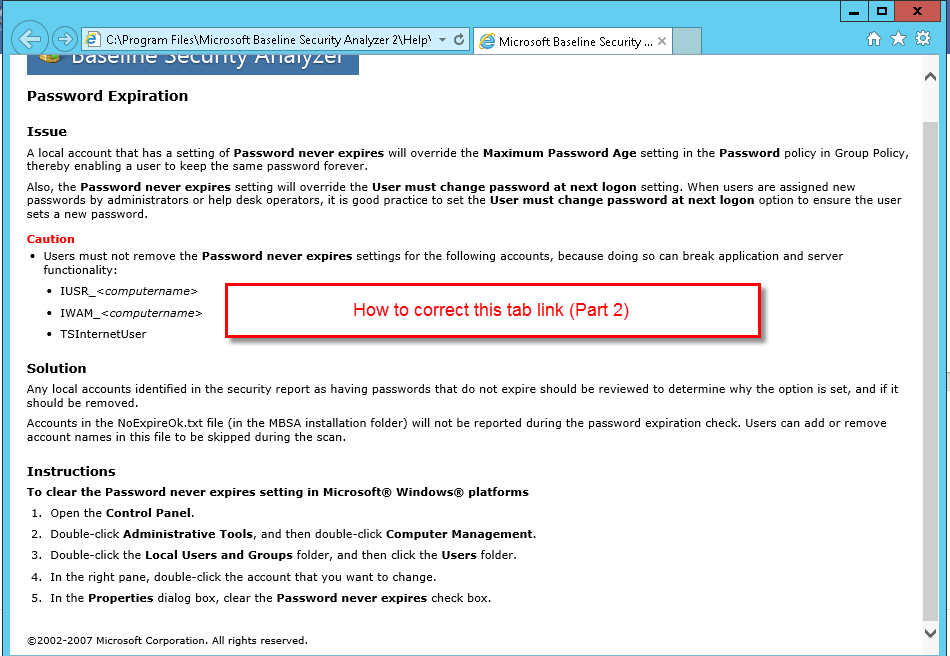 C:\Program Files\Microsoft Baseline Security Analyzer 2\Help\
Microsoft Baseline Security ...
Baseline Security Analyzer
Password Expiration
Issue
A local account that has a setting of Password never expires will override the Maximum Password Age setting in the Password policy in Group Policy,
thereby enabling a user to keep the same password forever.
Also, the Password never expires setting will override the User must change password at next logon setting. When users are assigned new
passwords by administrators or help desk operators, it is good practice to set the User must change password at next logon option to ensure the user
sets a new password.
Caution
• Users must not remove the Password never expires settings for the following accounts, because doing so can break application and server
functionality:
• IUSR_<computername>
• IWAM_<computername>
• TSInternetUser
How to correct this tab link (Part 2)
Solution
Any local accounts identified in the security report as having passwords that do not expire should be reviewed to determine why the option is set, and if it
should be removed.
Accounts in the NoExpireOk.txt file (in the MBSA installation folder) will not be reported during the password expiration check. Users can add or remove
account names in this file to be skipped during the scan.
Instructions
To clear the Password never expires setting in Microsoft® Windows® platforms
1. Open the Control Panel.
2. Double-click Administrative Tools, and then double-click Computer Management.
3. Double-click the Local Users and Groups folder, and then click the Users folder.
4. In the right pane, double-click the account that you want to change.
5. In the Properties dialog box, clear the Password never expires check box.
©2002-2007 Microsoft Corporation. All rights reserved.